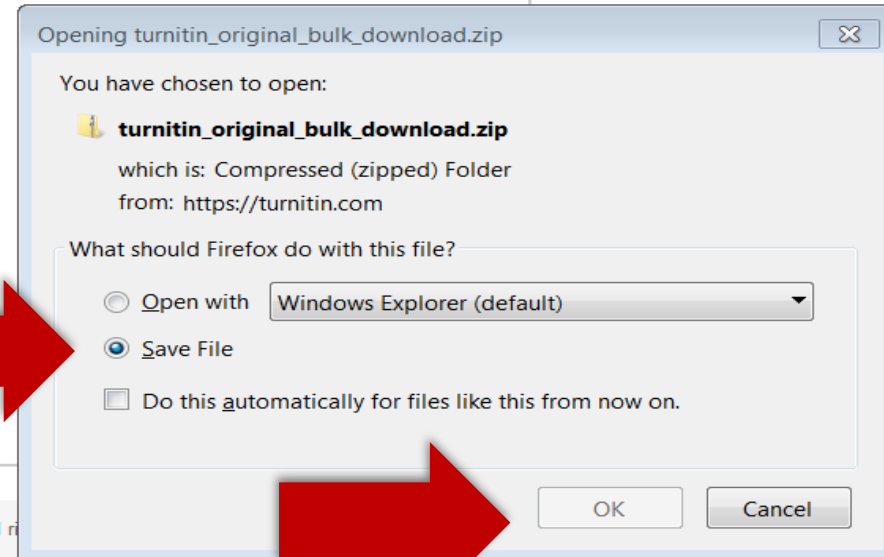 Opening turnitin_original_bulk_download.zip
You have chosen to open:
turnitin_original_bulk_download.zip
which is: Compressed (zipped) Folder
from: https://turnitin.com
What should Firefox do with this file?
Open with Windows Explorer (default)
Save File
Do this automatically for files like this from now on.
OK Cancel